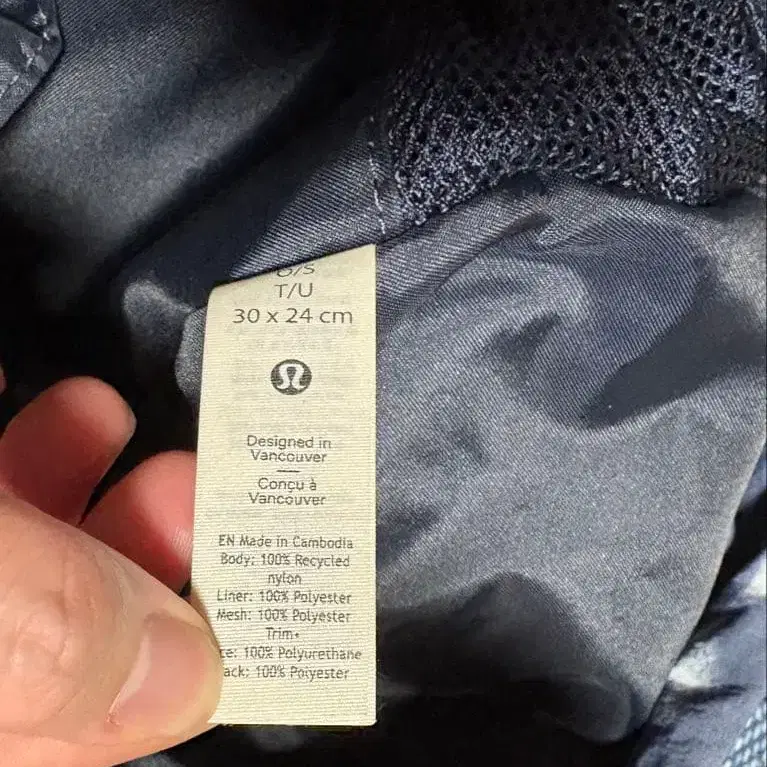 O/S
T/U
30 x 24 cm
Designed in
Vancouver
Conçu à
Vancouver
EN Made in Cambodia
Body: 100% Recycled
nylon
Liner: 100% Polyester
Mesh: 100% Polyester
Trim:
ce: 100% Polyurethane
ack: 100% Polyester